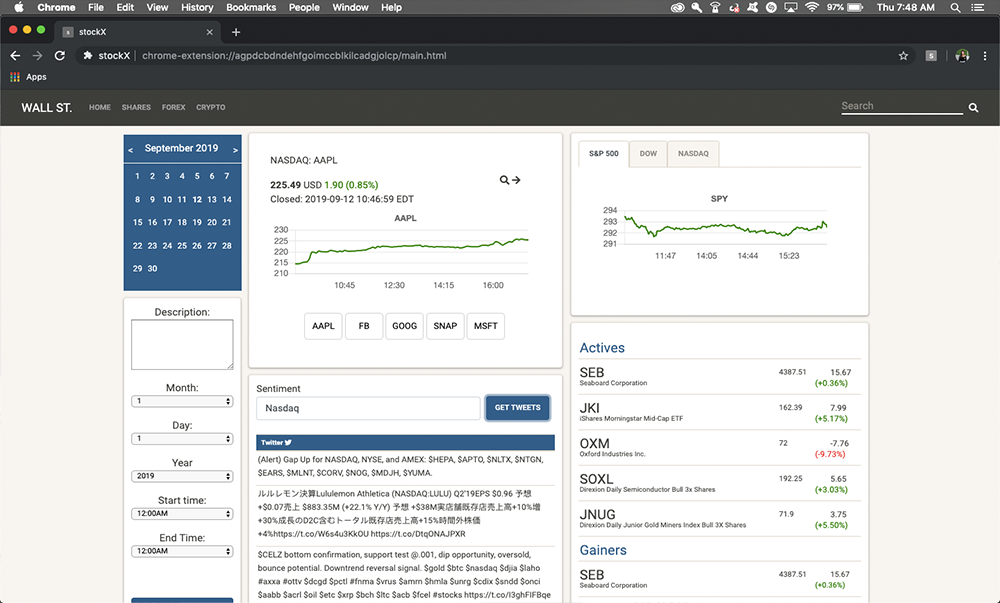 Chrome File Edit View History Bookmarks People Window Help 97% Thu 7:48 AM
s stockX
stockX chrome-extension://agpdcbdndehfgoimccblkilcadgjolcp/main.html S
Apps
WALL ST. HOME SHARES FOREX CRYPTO Search
< September 2019 >
1 2 3 4 5 6 7
8 9 10 11 12 13 14
15 16 17 18 19 20 21
22 23 24 25 26 27 28
29 30
Description:
Month:
1
Day:
1
Year
2019
Start time:
12:00AM
End Time:
12:00AM
NASDAQ: AAPL
225.49 USD 1.90 (0.85%)
Closed: 2019-09-12 10:46:59 EDT
AAPL
230
225
220
215
210
10:45 12:30 14:15 16:00
AAPL FB GOOG SNAP MSFT
Sentiment
Nasdaq GET TWEETS
Twitter
(Alert) Gap Up for NASDAQ, NYSE, and AMEX: $HEPA, $APTO, $NLTX, $NTGN,
$EARS, $MLNT, $CORV, $NOG, $MDJH, $YUMA.
ルルレモン決算Lululemon Athletica (NASDAQ:LULU) Q2'19EPS $0.96 予想
+$0.07売上 $883.35M (+22.1% Y/Y) 予想 +$38M実店舗既存店売上高+10%増
+30%成長のD2C含むトータル既存店売上高+15%時間外株価
+4%https://t.co/W6s4u3KkOU https://t.co/DtqONAJPXR
$CELZ bottom confirmation, support test @.001, dip opportunity, oversold,
bounce potential. Downtrend reversal signal. $gold $btc $nasdaq $djia $laho
#axxa #ottv $dcgd $pctl #fnma $vrus $amrn $hmla $unrg $cdix $sndd $onci
$aabb $acrl $oil $etc $xrp $bch $ltc $acb $fcel #stocks https://t.co/I3ghFIFBqe
S&P 500 DOW NASDAQ
SPY
294
293
292
291
11:47 14:05 14:44 15:23
Actives
SEB 4387.51 15.67
Seaboard Corporation (+0.36%)
JKI 162.39 7.99
iShares Morningstar Mid-Cap ETF (+5.17%)
OXM 72 -7.76
Oxford Industries Inc. (-9.73%)
SOXL 192.25 5.65
Direxion Daily Semiconductor Bull 3x Shares (+3.03%)
JNUG 71.9 3.75
Direxion Daily Junior Gold Miners Index Bull 3X Shares (+5.50%)
Gainers
SEB 4387.51 15.67
Seaboard Corporation (+0.36%)